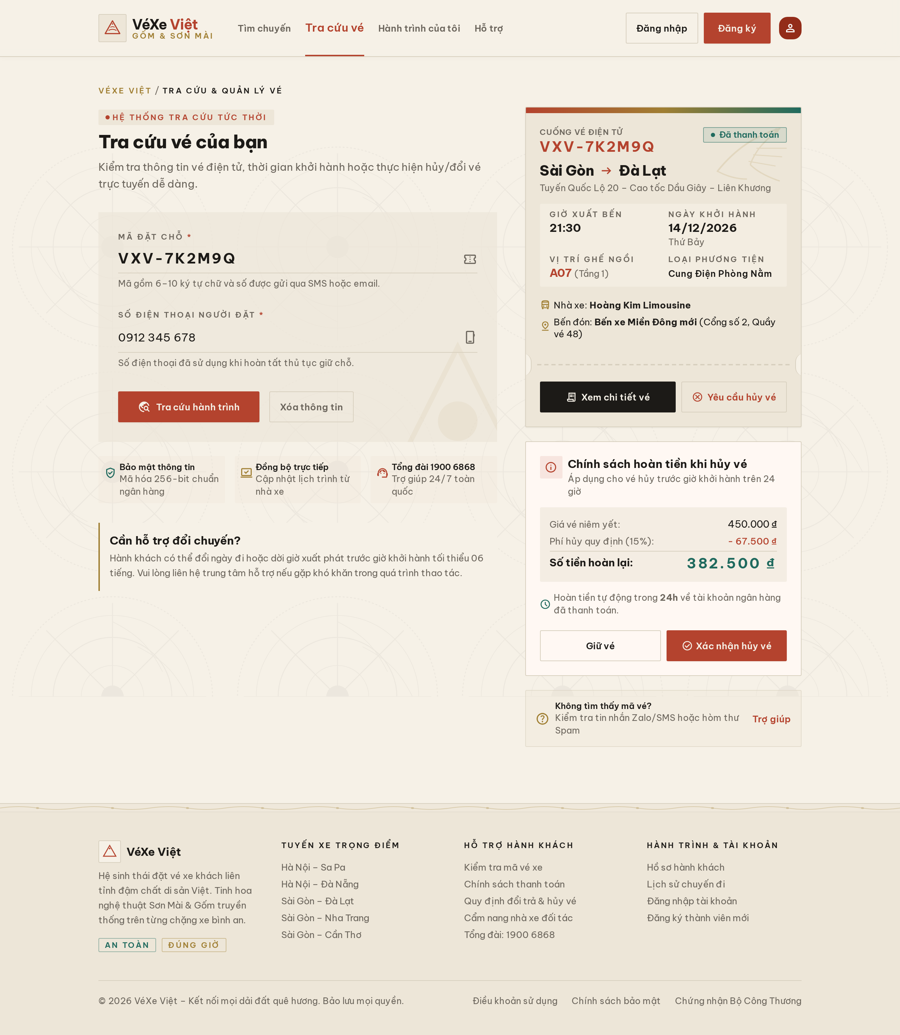 VéXe Việt
GỐM & SƠN MÀI
Tìm chuyến
Tra cứu vé
Hành trình của tôi
Hỗ trợ
Đăng nhập
Đăng ký
VÉXE VIỆT / TRA CỨU & QUẢN LÝ VÉ
HỆ THỐNG TRA CỨU TỨC THỜI
Tra cứu vé của bạn
Kiểm tra thông tin vé điện tử, thời gian khởi hành hoặc thực hiện hủy/đổi vé
trực tuyến dễ dàng.
MÃ ĐẶT CHỖ *
VXV-7K2M9Q
Mã gồm 6–10 ký tự chữ và số được gửi qua SMS hoặc email.
SỐ ĐIỆN THOẠI NGƯỜI ĐẶT *
0912 345 678
Số điện thoại đã sử dụng khi hoàn tất thủ tục giữ chỗ.
Tra cứu hành trình
Xóa thông tin
Bảo mật thông tin
Mã hóa 256-bit chuẩn
ngân hàng
Đồng bộ trực tiếp
Cập nhật lịch trình từ
nhà xe
Tổng đài 1900 6868
Trợ giúp 24/7 toàn
quốc
Cần hỗ trợ đổi chuyến?
Hành khách có thể đổi ngày đi hoặc dời giờ xuất phát trước giờ khởi hành tối thiểu 06
tiếng. Vui lòng liên hệ trung tâm hỗ trợ nếu gặp khó khăn trong quá trình thao tác.
CUỐNG VÉ ĐIỆN TỬ
VXV-7K2M9Q
Đã thanh toán
Sài Gòn → Đà Lạt
Tuyến Quốc Lộ 20 – Cao tốc Dầu Giây – Liên Khương
GIỜ XUẤT BẾN
21:30
NGÀY KHỞI HÀNH
14/12/2026
Thứ Bảy
VỊ TRÍ GHẾ NGỒI
A07 (Tầng 1)
LOẠI PHƯƠNG TIỆN
Cung Điện Phòng Nằm
Nhà xe: Hoàng Kim Limousine
Bến đón: Bến xe Miền Đông mới (Cổng số 2, Quầy
vé 48)
Xem chi tiết vé
Yêu cầu hủy vé
Chính sách hoàn tiền khi hủy vé
Áp dụng cho vé hủy trước giờ khởi hành trên 24
giờ
Giá vé niêm yết:
450.000 ₫
Phí hủy quy định (15%):
- 67.500 ₫
Số tiền hoàn lại:
382.500 ₫
Hoàn tiền tự động trong 24h về tài khoản ngân hàng
đã thanh toán.
Giữ vé
Xác nhận hủy vé
Không tìm thấy mã vé?
Kiểm tra tin nhắn Zalo/SMS hoặc hòm thư
Spam
Trợ giúp
VéXe Việt
Hệ sinh thái đặt vé xe khách liên
tỉnh đậm chất di sản Việt. Tinh hoa
nghệ thuật Sơn Mài & Gốm truyền
thống trên từng chặng xe bình an.
AN TOÀN
ĐÚNG GIỜ
TUYẾN XE TRỌNG ĐIỂM
Hà Nội – Sa Pa
Hà Nội – Đà Nẵng
Sài Gòn – Đà Lạt
Sài Gòn – Nha Trang
Sài Gòn – Cần Thơ
HỖ TRỢ HÀNH KHÁCH
Kiểm tra mã vé xe
Chính sách thanh toán
Quy định đổi trả & hủy vé
Cẩm nang nhà xe đối tác
Tổng đài: 1900 6868
HÀNH TRÌNH & TÀI KHOẢN
Hồ sơ hành khách
Lịch sử chuyến đi
Đăng nhập tài khoản
Đăng ký thành viên mới
© 2026 VéXe Việt – Kết nối mọi dải đất quê hương. Bảo lưu mọi quyền.
Điều khoản sử dụng
Chính sách bảo mật
Chứng nhận Bộ Công Thương